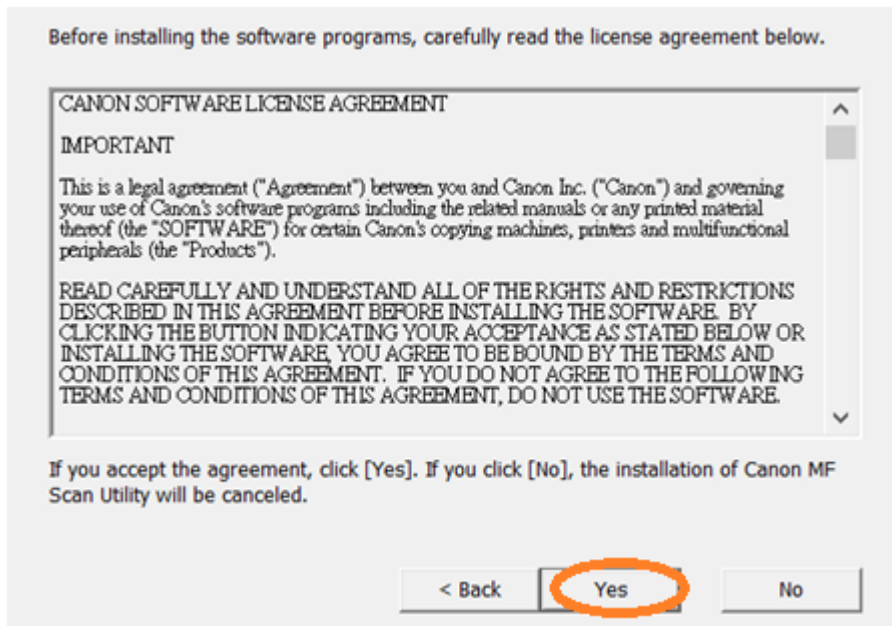 Before installing the software programs, carefully read the license agreement below.
CANON SOFTWARE LICENSE AGREEMENT
IMPORTANT
This is a legal agreement ("Agreement") between you and Canon Inc. ("Canon") and governing
your use of Canon's software programs including the related manuals or any printed material
thereof (the "SOFTWARE") for certain Canon's copying machines, printers and multifunctional
peripherals (the "Products").
READ CAREFULLY AND UNDERSTAND ALL OF THE RIGHTS AND RESTRICTIONS
DESCRIBED IN THIS AGREEMENT BEFORE INSTALLING THE SOFTWARE.  BY
CLICKING THE BUTTON INDICATING YOUR ACCEPTANCE AS STATED BELOW OR
INSTALLING THE SOFTWARE, YOU AGREE TO BE BOUND BY THE TERMS AND
CONDITIONS OF THIS AGREEMENT.  IF YOU DO NOT AGREE TO THE FOLLOWING
TERMS AND CONDITIONS OF THIS AGREEMENT, DO NOT USE THE SOFTWARE.
If you accept the agreement, click [Yes]. If you click [No], the installation of Canon MF
Scan Utility will be canceled.
< Back Yes No